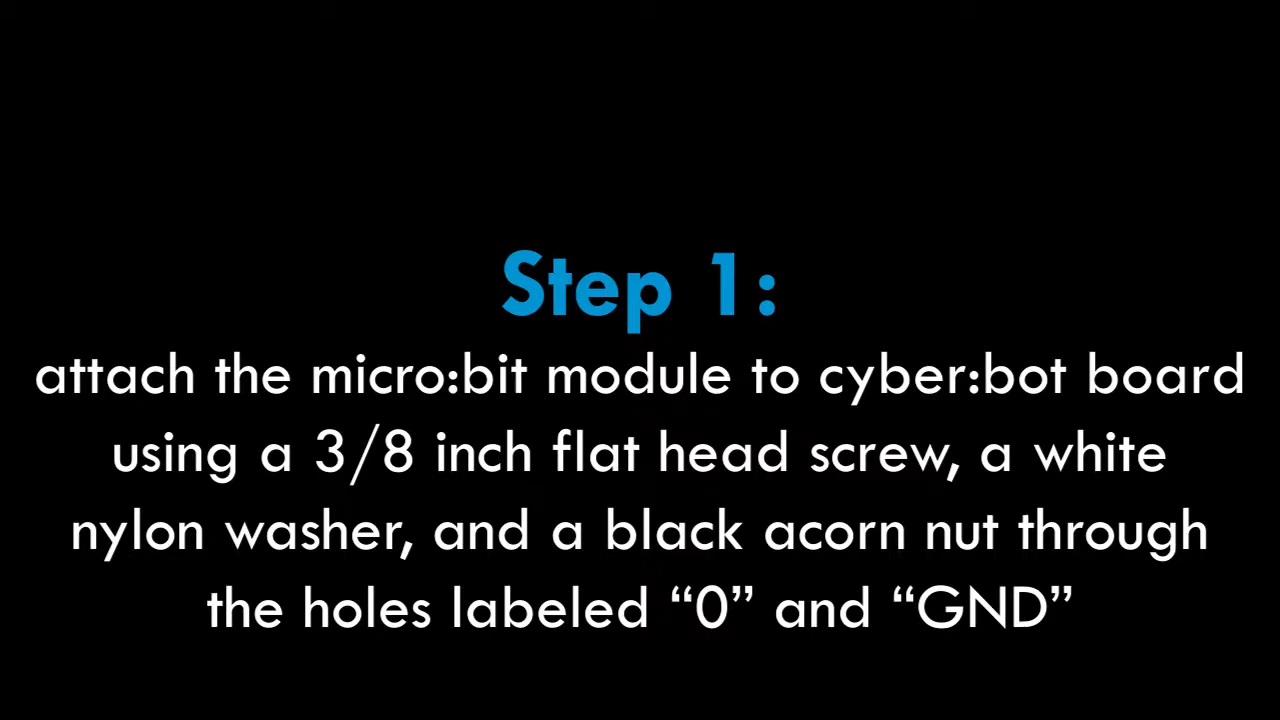 Step 1:
attach the micro:bit module to cyber:bot board
using a 3/8 inch flat head screw, a white
nylon washer, and a black acorn nut through
the holes labeled “0” and “GND”